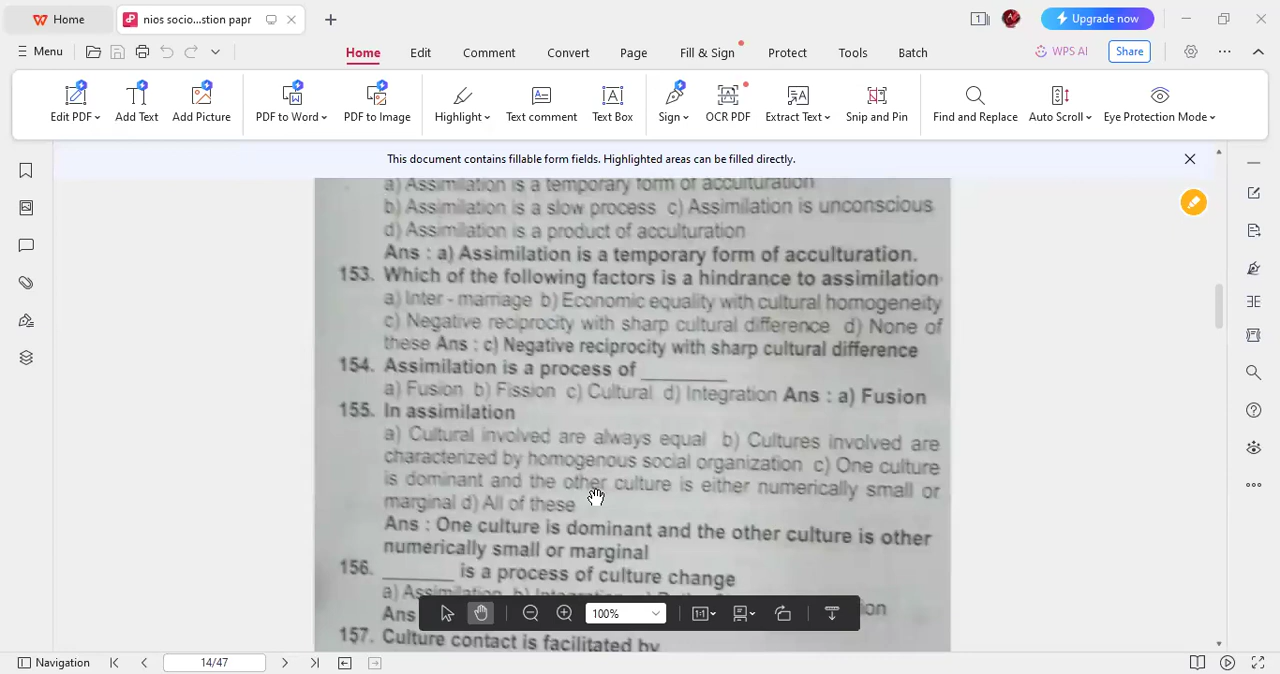 Home
nios socio...stion papr
1
Upgrade now
Menu
Home
Edit
Comment
Convert
Page
Fill & Sign
Protect
Tools
Batch
WPS AI
Share
Edit PDF
Add Text
Add Picture
PDF to Word
PDF to Image
Highlight
Text comment
Text Box
Sign
OCR PDF
Extract Text
Snip and Pin
Find and Replace
Auto Scroll
Eye Protection Mode
This document contains fillable form fields. Highlighted areas can be filled directly.
a) Assimilation is a temporary form of acculturation
b) Assimilation is a slow process c) Assimilation is unconscious
d) Assimilation is a product of acculturation
Ans : a) Assimilation is a temporary form of acculturation.
153. Which of the following factors is a hindrance to assimilation
a) Inter - marriage b) Economic equality with cultural homogeneity
c) Negative reciprocity with sharp cultural difference d) None of
these Ans : c) Negative reciprocity with sharp cultural difference
154. Assimilation is a process of ________
a) Fusion b) Fission c) Cultural d) Integration Ans : a) Fusion
155. In assimilation
a) Cultural involved are always equal b) Cultures involved are
characterized by homogenous social organization c) One culture
is dominant and the other culture is either numerically small or
marginal d) All of these
Ans : One culture is dominant and the other culture is other
numerically small or marginal
156. ______ is a process of culture change
a) Assimilation b) Integration
Ans
157. Culture contact is facilitated by
100%
Navigation
14/47